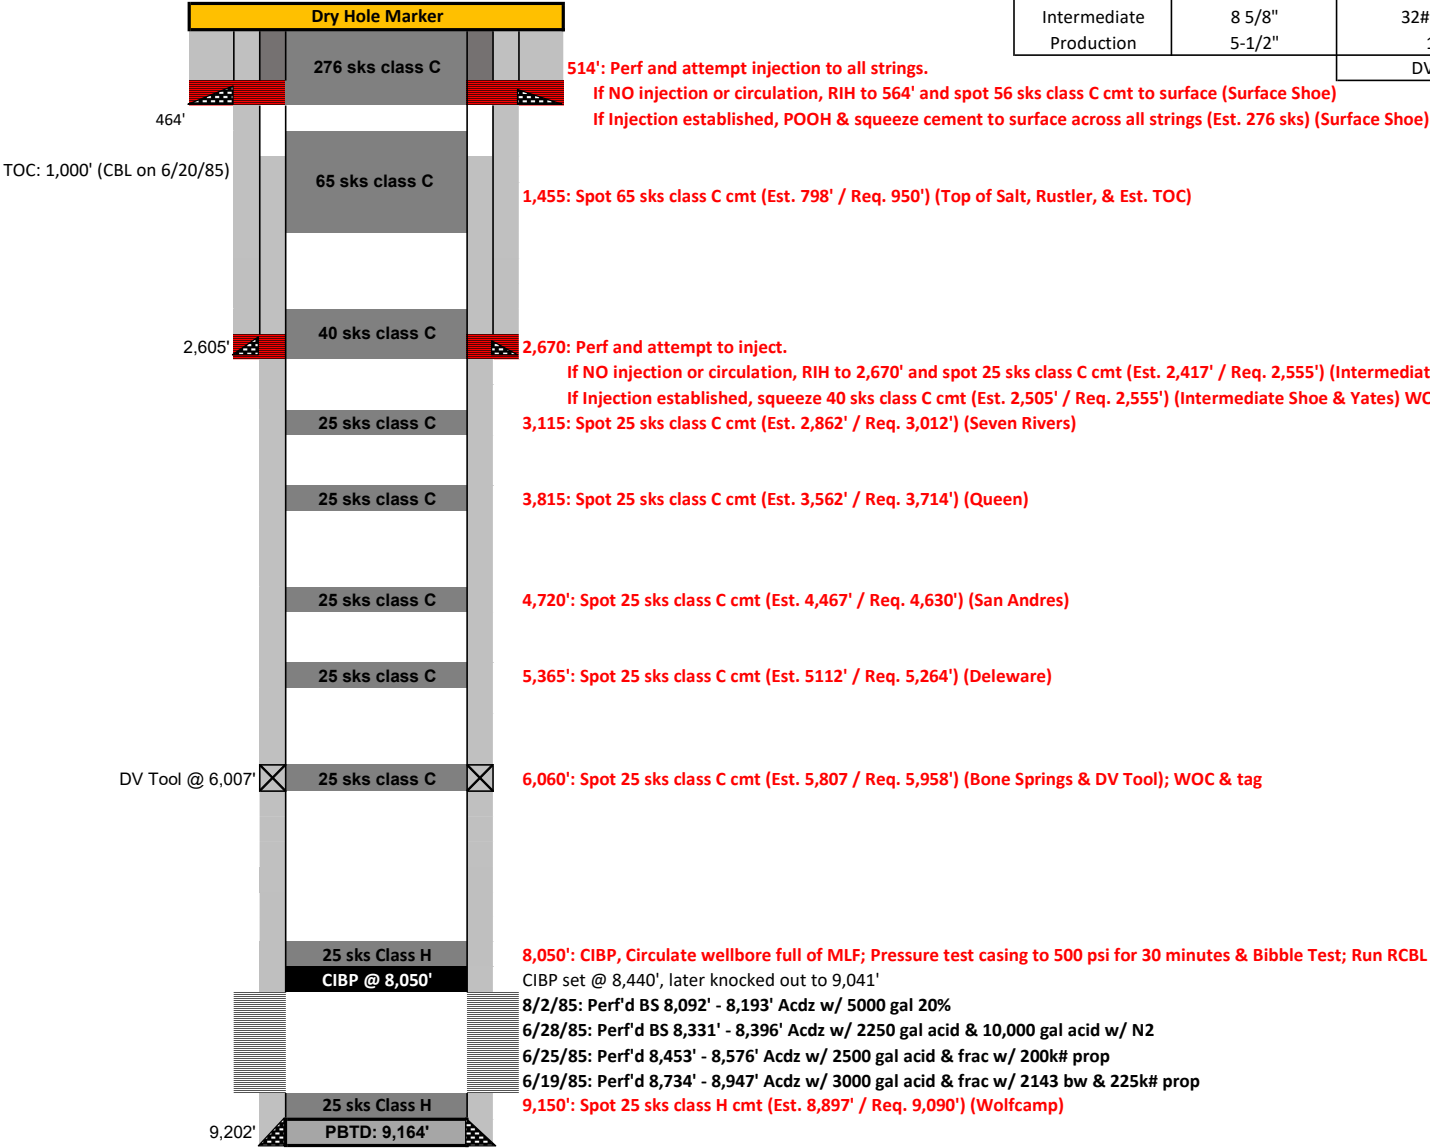 Dry Hole Marker
Intermediate 8 5/8" 32#
Production 5-1/2"
DV
276 sks class C
514': Perf and attempt injection to all strings.
If NO injection or circulation, RIH to 564' and spot 56 sks class C cmt to surface (Surface Shoe)
If Injection established, POOH & squeeze cement to surface across all strings (Est. 276 sks) (Surface Shoe)
464'
TOC: 1,000' (CBL on 6/20/85)
65 sks class C
1,455: Spot 65 sks class C cmt (Est. 798' / Req. 950') (Top of Salt, Rustler, & Est. TOC)
40 sks class C
2,605'
2,670: Perf and attempt to inject.
If NO injection or circulation, RIH to 2,670' and spot 25 sks class C cmt (Est. 2,417' / Req. 2,555') (Intermediat
If Injection established, squeeze 40 sks class C cmt (Est. 2,505' / Req. 2,555') (Intermediate Shoe & Yates) WO
25 sks class C
3,115: Spot 25 sks class C cmt (Est. 2,862' / Req. 3,012') (Seven Rivers)
25 sks class C
3,815: Spot 25 sks class C cmt (Est. 3,562' / Req. 3,714') (Queen)
25 sks class C
4,720': Spot 25 sks class C cmt (Est. 4,467' / Req. 4,630') (San Andres)
25 sks class C
5,365': Spot 25 sks class C cmt (Est. 5112' / Req. 5,264') (Deleware)
DV Tool @ 6,007'
25 sks class C
6,060': Spot 25 sks class C cmt (Est. 5,807 / Req. 5,958') (Bone Springs & DV Tool); WOC & tag
25 sks Class H
8,050': CIBP, Circulate wellbore full of MLF; Pressure test casing to 500 psi for 30 minutes & Bibble Test; Run RCBL
CIBP @ 8,050'
CIBP set @ 8,440', later knocked out to 9,041'
8/2/85: Perf'd BS 8,092' - 8,193' Acdz w/ 5000 gal 20%
6/28/85: Perf'd BS 8,331' - 8,396' Acdz w/ 2250 gal acid & 10,000 gal acid w/ N2
6/25/85: Perf'd 8,453' - 8,576' Acdz w/ 2500 gal acid & frac w/ 200k# prop
6/19/85: Perf'd 8,734' - 8,947' Acdz w/ 3000 gal acid & frac w/ 2143 bw & 225k# prop
25 sks Class H
9,150': Spot 25 sks class H cmt (Est. 8,897' / Req. 9,090') (Wolfcamp)
9,202'
PBTD: 9,164'